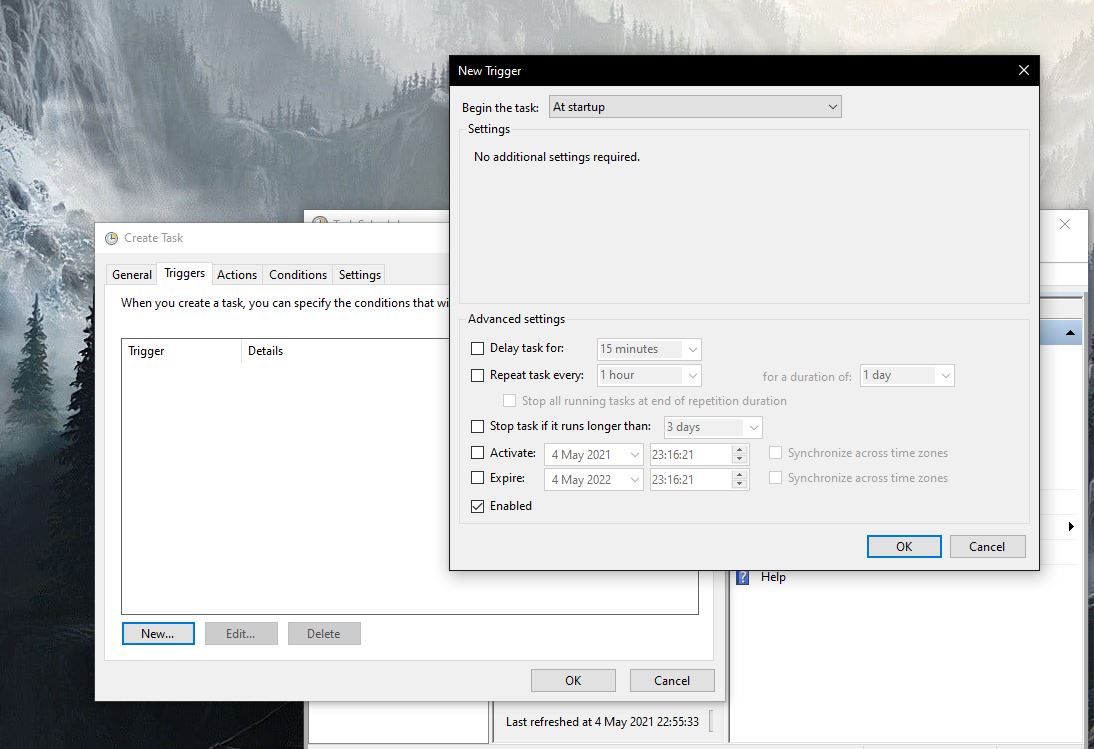 New Trigger
Begin the task: At startup
Settings
No additional settings required.
Create Task
General Triggers Actions Conditions Settings
When you create a task, you can specify the conditions that
Trigger Details
Advanced settings
Delay task for: 15 minutes
Repeat task every: 1 hour for a duration of: 1 day
Stop all running tasks at end of repetition duration
Stop task if it runs longer than: 3 days
Activate: 4 May 2021 23:16:21 Synchronize across time zones
Expire: 4 May 2022 23:16:21 Synchronize across time zones
Enabled
OK Cancel
? Help
New... Edit... Delete
OK Cancel
Last refreshed at 4 May 2021 22:55:33